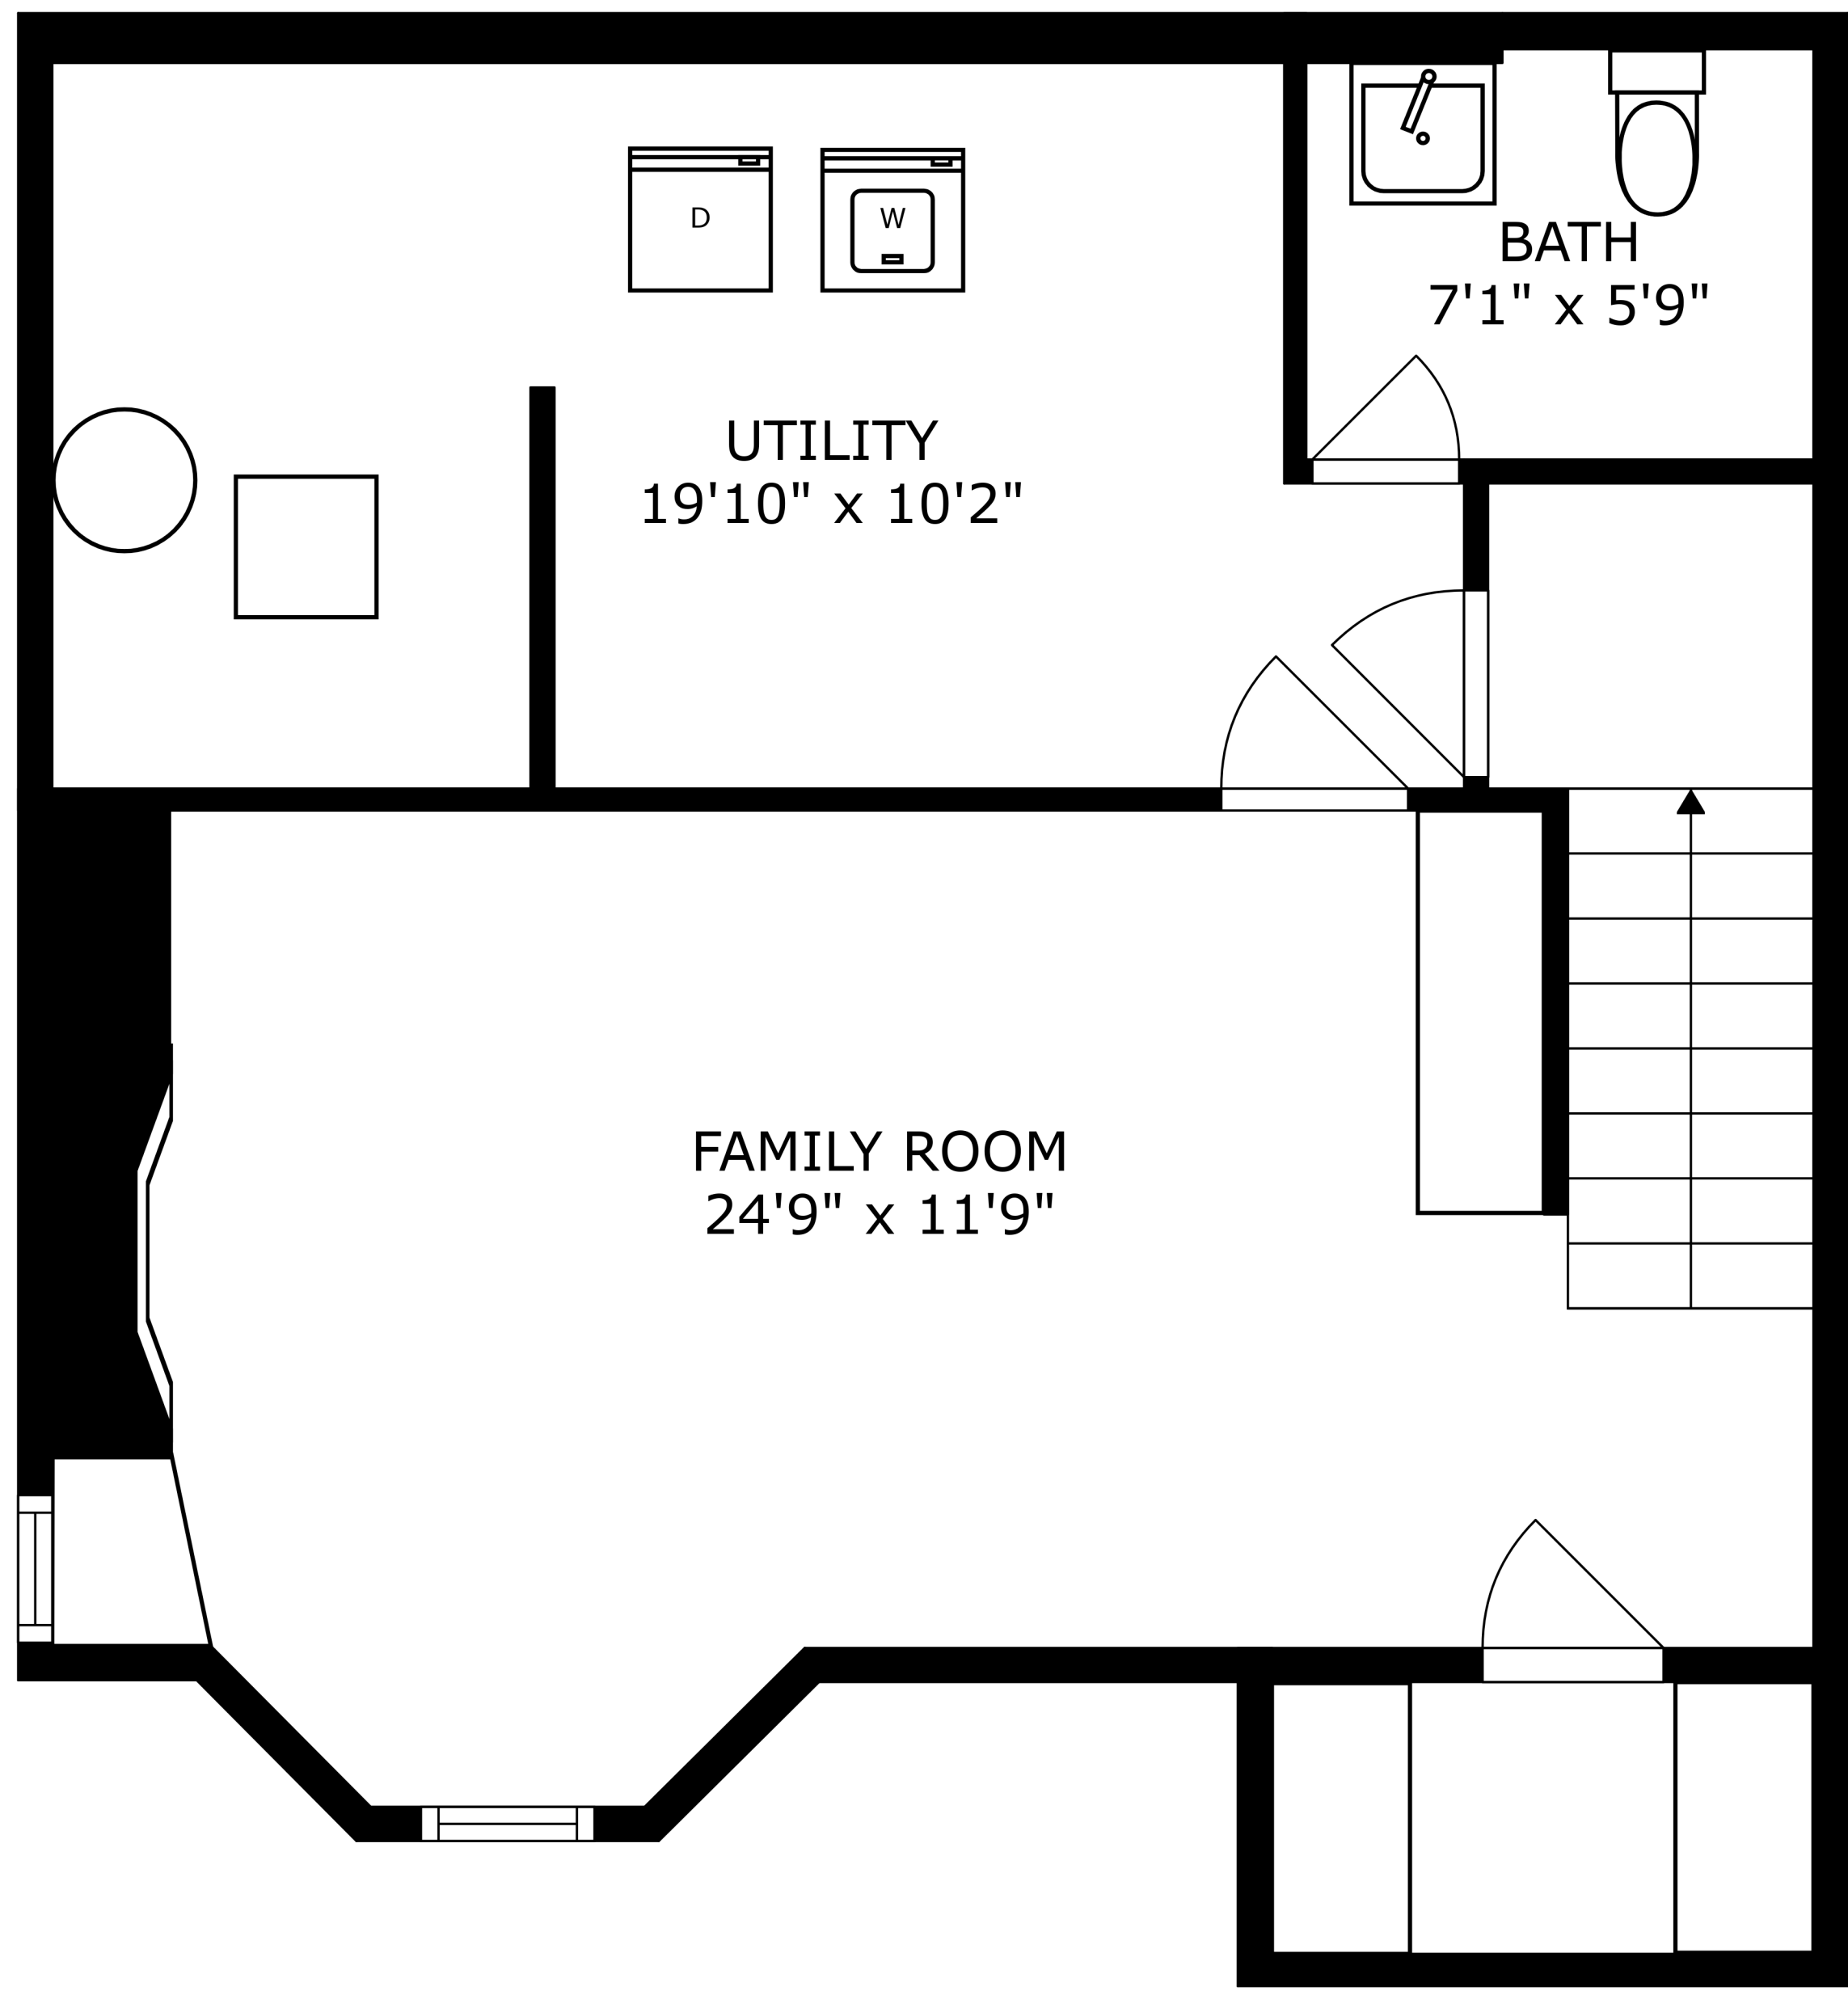 D
W
BATH
7'1" x 5'9"
UTILITY
19'10" x 10'2"
FAMILY ROOM
24'9" x 11'9"